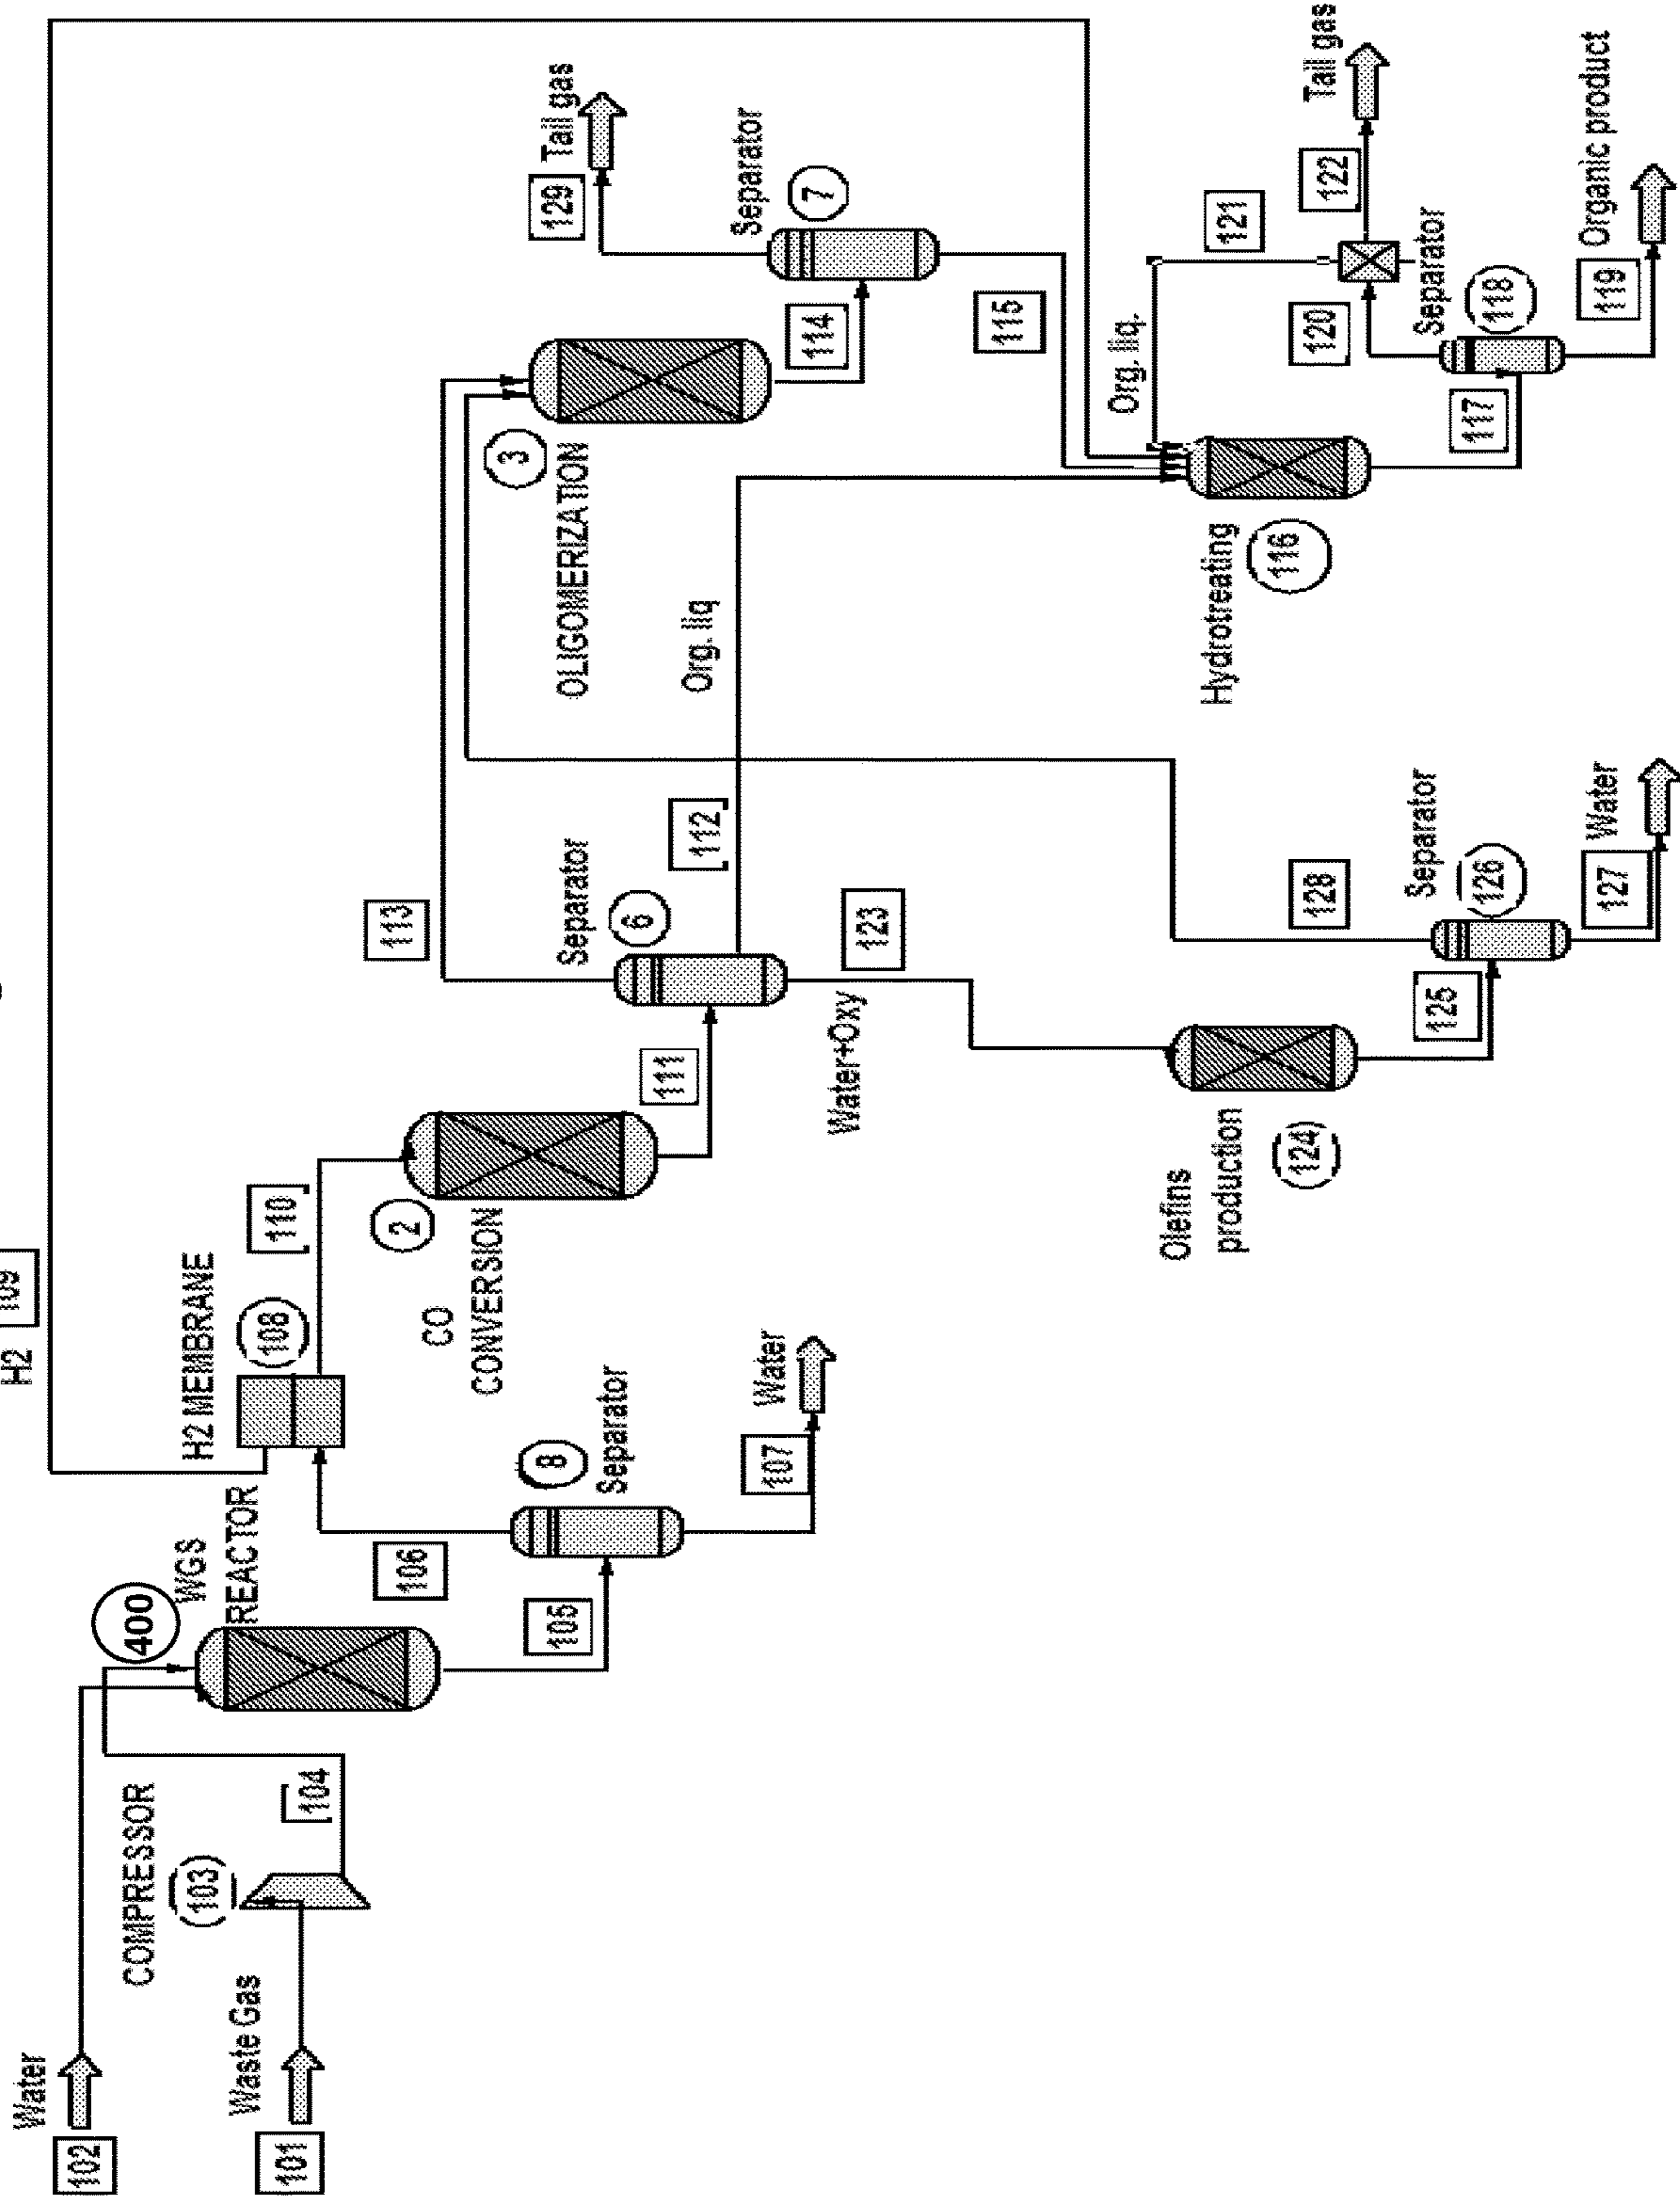 H2
109
Water
102
Waste Gas
101
COMPRESSOR
103
104
400
WGS
REACTOR
105
106
8
Separator
107
Water
H2 MEMBRANE
108
110
2
CO
CONVERSION
111
113
Separator
6
112
Org. liq
123
Water+Oxy
Olefins
production
124
125
Separator
126
128
127
Water
3
OLIGOMERIZATION
114
Separator
7
129
Tail gas
115
Org. liq.
Hydrotreating
116
117
Separator
118
120
121
122
Tail gas
119
Organic product